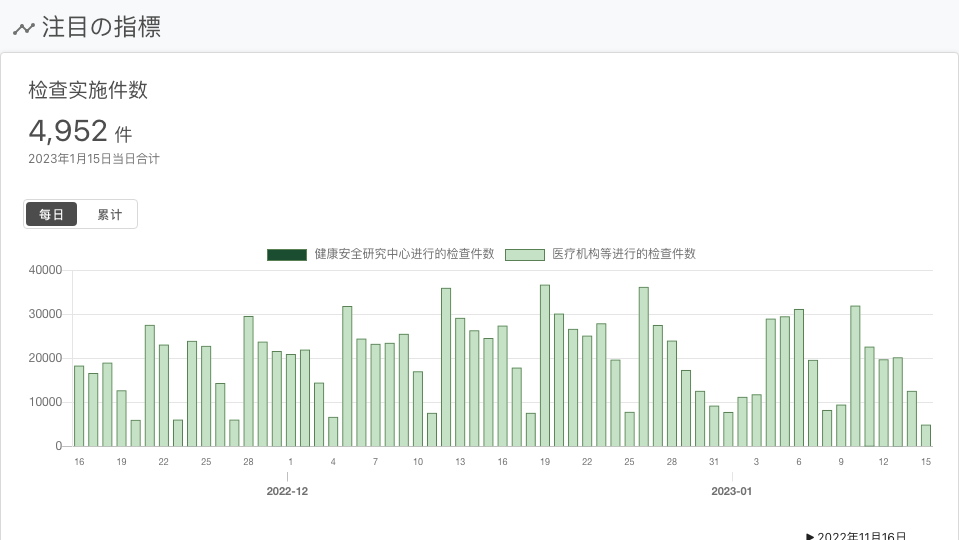 注目の指標
检查实施件数
4,952 件
2023年1月15日当日合计
每日 累计
健康安全研究中心进行的检查件数 医疗机构等进行的检查件数
40000
30000
20000
10000
0
16 19 22 25 28 1 4 7 10 13 16 19 22 25 28 31 3 6 9 12 15
2022-12 2023-01
▶ 2022年11月16日